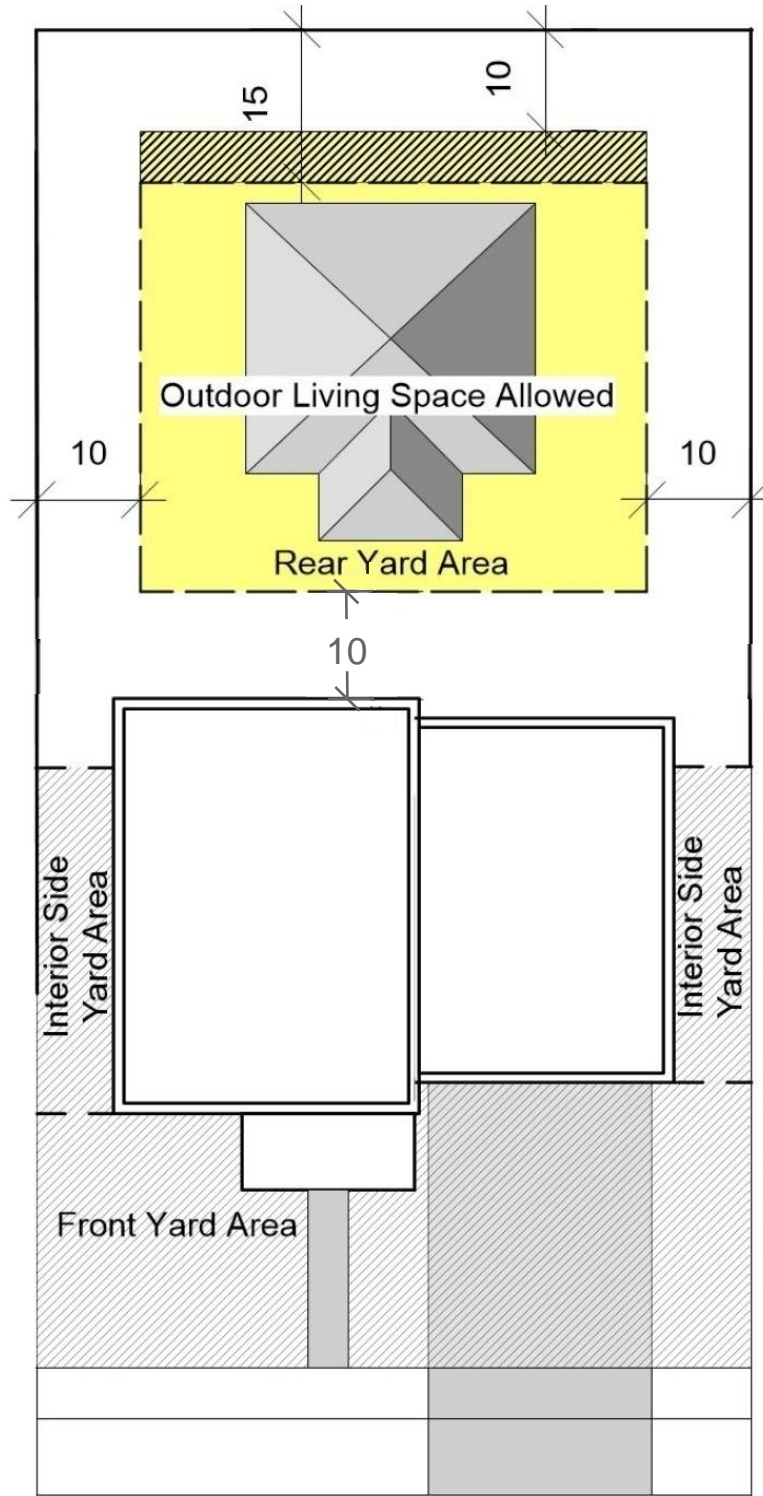 15
10
Outdoor Living Space Allowed
10
10
Rear Yard Area
10
Interior Side
Yard Area
Interior Side
Yard Area
Front Yard Area